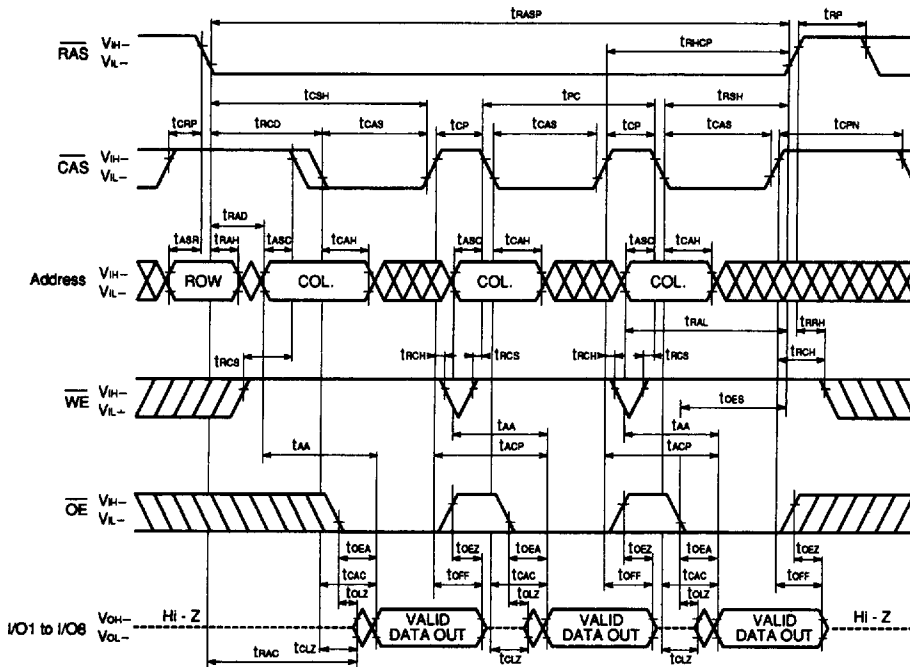 tRASP tRP
tRHCP
RAS VIH–
VIL–
tCSH tPC tRSH
tCRP tRCD tCAS tCP tCAS tCP tCAS tCPN
CAS VIH–
VIL–
tRAD
tASR tRAH tASC tCAH tASC tCAH tASC tCAH
Address VIH–
VIL–
ROW COL. COL. COL.
tRAL tRRH
tRCS tRCH tRCS tRCH tRCS tRCH
WE VIH–
VIL–
tOES
tAA tAA tAA
tACP tACP
OE VIH–
VIL–
tOEA tOEZ tOEA tOEZ tOEA tOEZ
tCAC tOFF tCAC tOFF tCAC tOFF
tOLZ tOLZ tOLZ
I/O1 to I/O8 VOH–
VOL–
Hi - Z VALID DATA OUT VALID DATA OUT VALID DATA OUT Hi - Z
tCLZ tCLZ tCLZ
tRAC